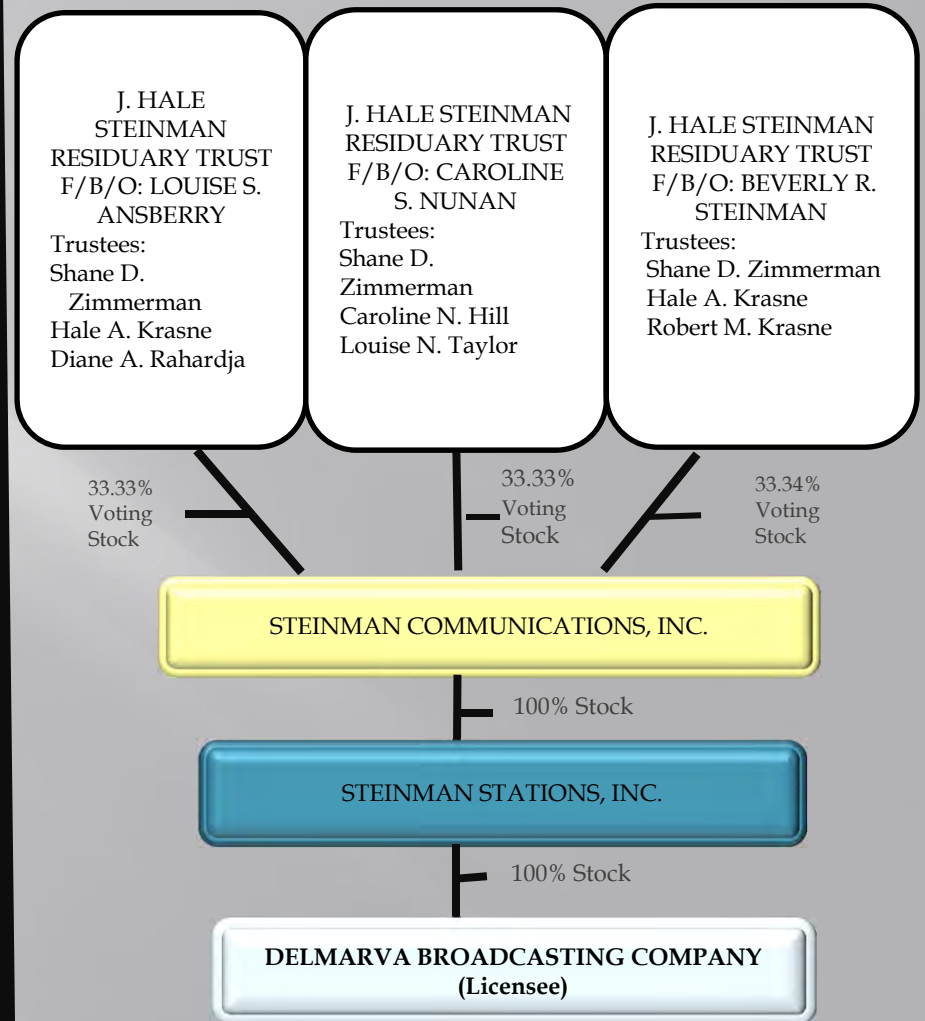 J. HALE
STEINMAN
RESIDUARY TRUST
F/B/O: LOUISE S.
ANSBERRY
Trustees:
Shane D.
Zimmerman
Hale A. Krasne
Diane A. Rahardja
J. HALE STEINMAN
RESIDUARY TRUST
F/B/O: CAROLINE
S. NUNAN
Trustees:
Shane D.
Zimmerman
Caroline N. Hill
Louise N. Taylor
J. HALE STEINMAN
RESIDUARY TRUST
F/B/O: BEVERLY R.
STEINMAN
Trustees:
Shane D. Zimmerman
Hale A. Krasne
Robert M. Krasne
33.33%
Voting
Stock
33.33%
Voting
Stock
33.34%
Voting
Stock
STEINMAN COMMUNICATIONS, INC.
100% Stock
STEINMAN STATIONS, INC.
100% Stock
DELMARVA BROADCASTING COMPANY
(Licensee)